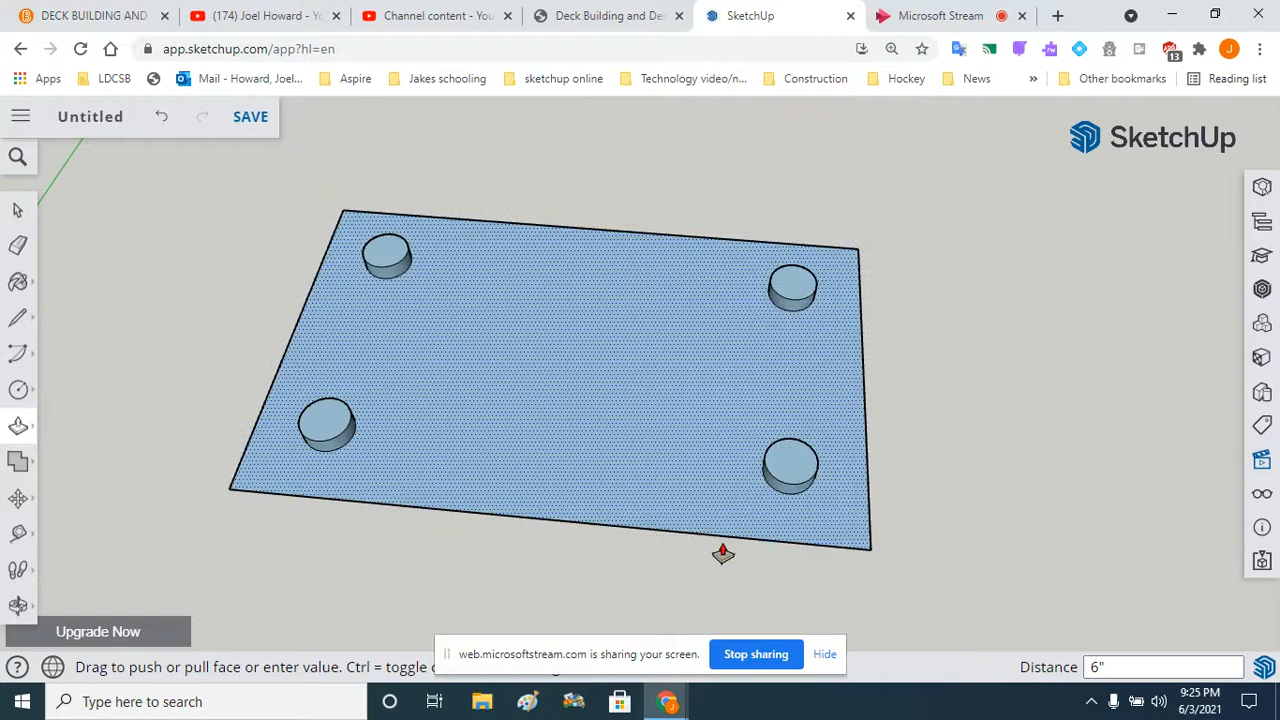 DECK BUILDING AND
(174) Joel Howard - Y
Channel content - You
Deck Building and Des
SketchUp
Microsoft Stream
app.sketchup.com/app?hl=en
13
J
Apps
LDCSB
Mail - Howard, Joel...
Aspire
Jakes schooling
sketchup online
Technology video/n...
Construction
Hockey
News
»
Other bookmarks
Reading list
Untitled
SAVE
SketchUp
Upgrade Now
web.microsoftstream.com is sharing your screen.
Stop sharing
Hide
Drag to push or pull face or enter value. Ctrl = toggle c
Distance
6"
Type here to search
9:25 PM
6/3/2021